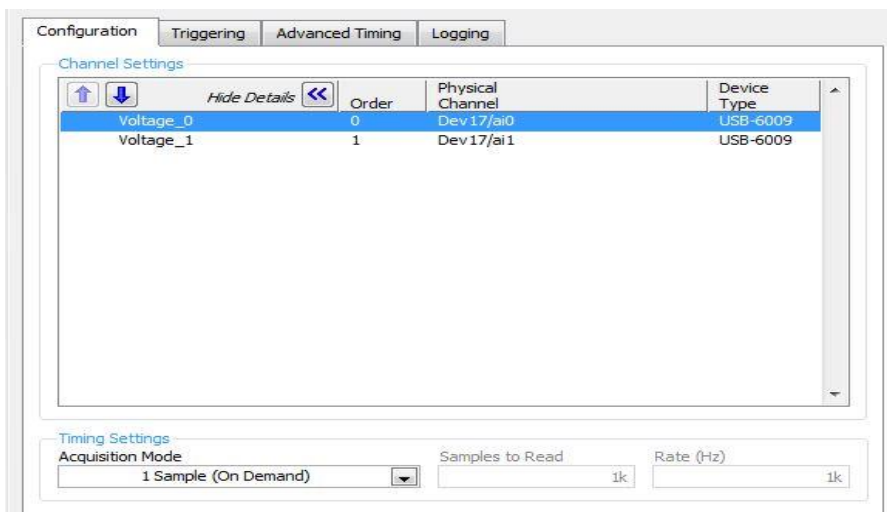 Configuration Triggering Advanced Timing Logging
Channel Settings
Hide Details << Order Physical Channel Device Type
Voltage_0 0 Dev17/ai0 USB-6009
Voltage_1 1 Dev17/ai1 USB-6009
Timing Settings
Acquisition Mode Samples to Read Rate (Hz)
1 Sample (On Demand) 1k 1k